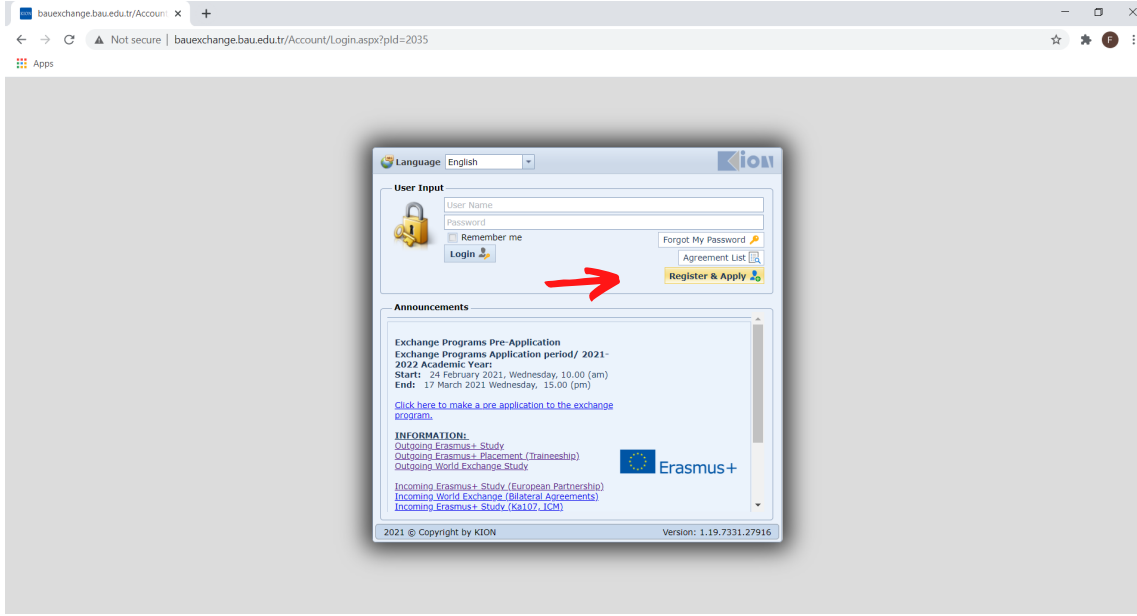 bauexchange.bau.edu.tr/Account
Not secure | bauexchange.bau.edu.tr/Account/Login.aspx?pId=2035
F
Apps
Language English
Kion
User Input
User Name
Password
Remember me
Forgot My Password
Login
Agreement List
Register & Apply
Announcements
Exchange Programs Pre-Application
Exchange Programs Application period/ 2021-
2022 Academic Year:
Start: 24 February 2021, Wednesday, 10.00 (am)
End: 17 March 2021 Wednesday, 15.00 (pm)
Click here to make a pre application to the exchange
program.
INFORMATION:
Outgoing Erasmus+ Study
Outgoing Erasmus+ Placement (Traineeship)
Outgoing World Exchange Study
Erasmus+
Incoming Erasmus+ Study (European Partnership)
Incoming World Exchange (Bilateral Agreements)
Incoming Erasmus+ Study (Ka107, ICM)
2021 © Copyright by KION
Version: 1.19.7331.27916